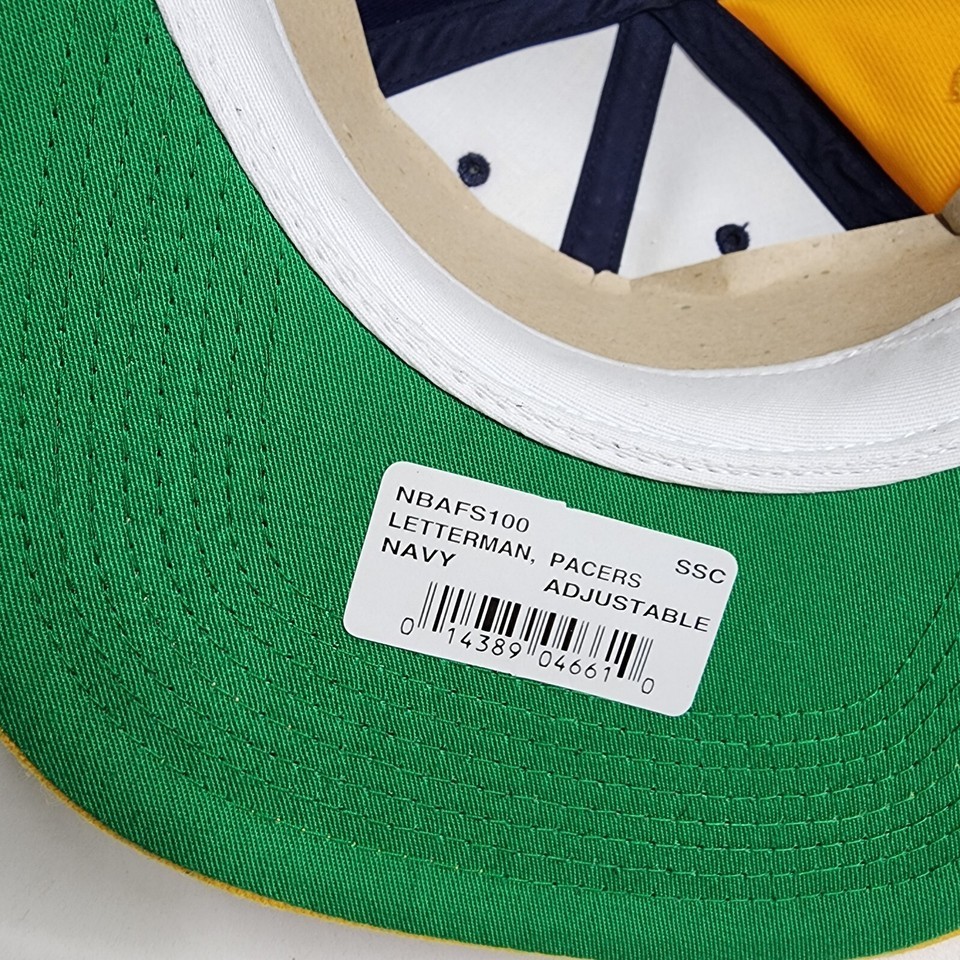 NBAFS100
LETTERMAN, PACERS SSC
NAVY ADJUSTABLE
0 14389 04661 0